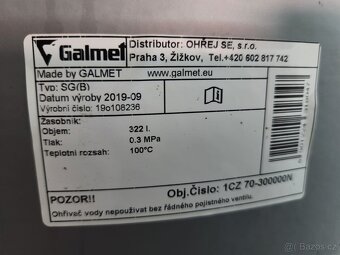 Galmet
Distributor: OHŘEJ SE, s.r.o.
Praha 3, Žižkov, Tel.+420 602 817 742
Made by GALMET
www.galmet.eu
Typ: SG(B)
Datum výroby 2019-09
Výrobní číslo: 19o108236
Zásobník:
Objem: 322 l.
Tlak: 0.3 MPa
Teplotní rozsah: 100°C
Obj.Číslo: 1CZ 70-300000N
POZOR!!
Ohřívač vody nepoužívat bez řádného pojistného ventilu.
Bazoš.cz